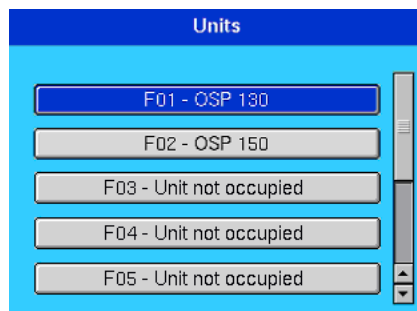 Units
F01 - OSP 130
F02 - OSP 150
F03 - Unit not occupied
F04 - Unit not occupied
F05 - Unit not occupied